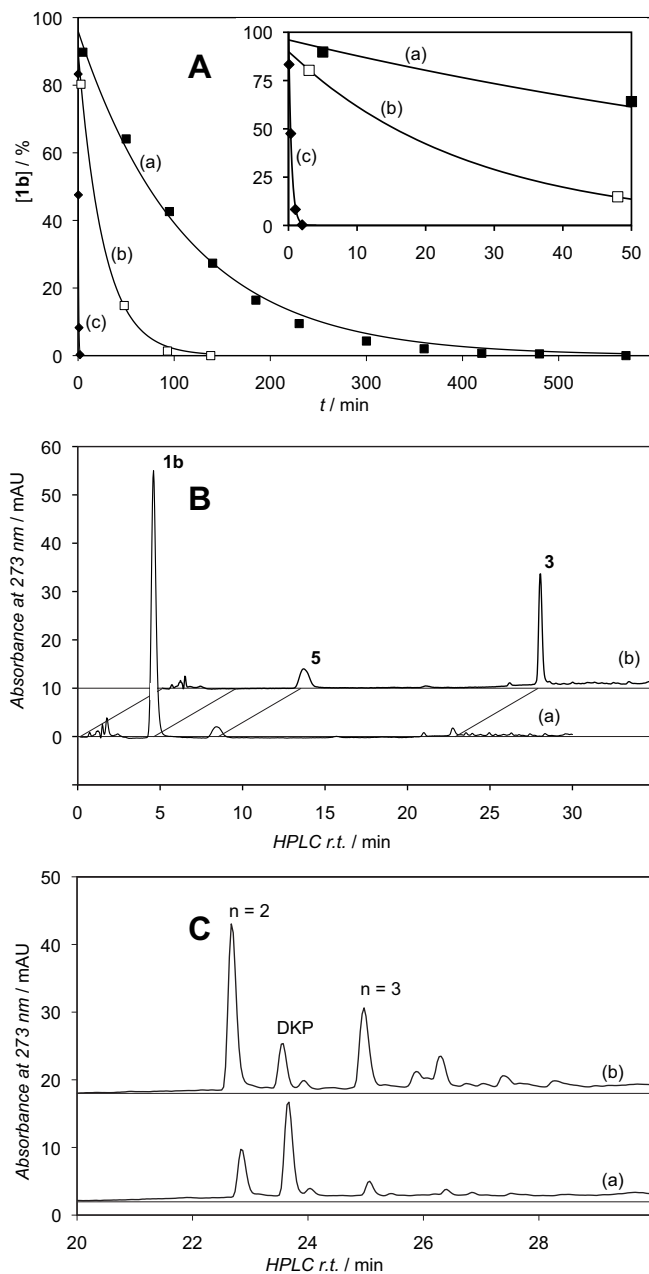 A
[1b] / %
100
80
60
40
20
0
0 100 200 300 400 500
t / min
(a)
(b)
(c)
100
75
50
25
0
0 10 20 30 40 50
(a)
(b)
(c)
B
Absorbance at 273 nm / mAU
60
50
40
30
20
10
0
0 5 10 15 20 25 30
HPLC r.t. / min
1b
5
3
(b)
(a)
C
Absorbance at 273 nm / mAU
50
40
30
20
10
0
20 22 24 26 28
HPLC r.t. / min
n = 2
DKP
n = 3
(b)
(a)